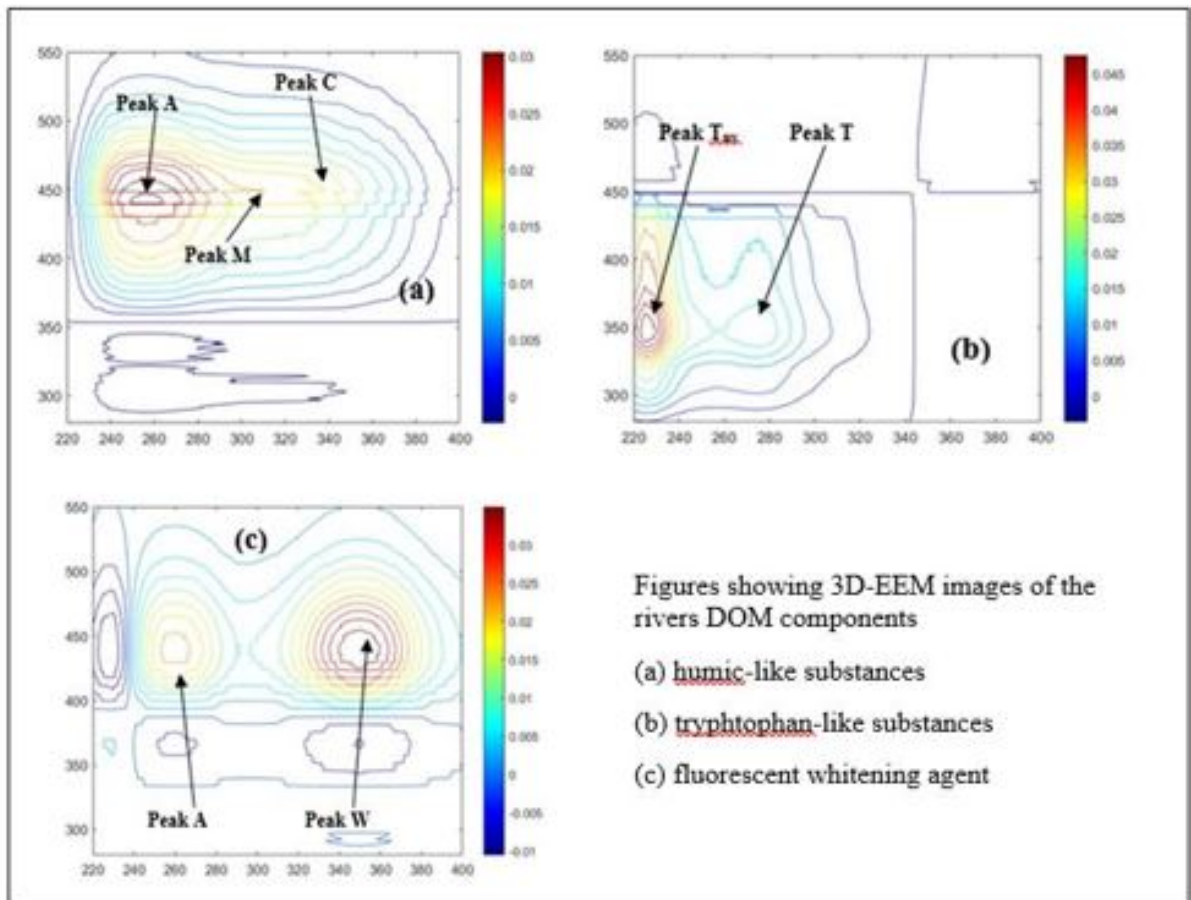 550
500
450
400
350
300
Peak A
Peak C
Peak M
(a)
220 240 260 280 300 320 340 360 380 400
0.03
0.025
0.02
0.015
0.01
0.005
0
550
500
450
400
350
300
Peak T
Peak T
(b)
220 240 260 280 300 320 340 360 380 400
0.045
0.04
0.035
0.03
0.025
0.02
0.015
0.01
0.005
0
550
500
450
400
350
300
(c)
Peak A
Peak W
220 240 260 280 300 320 340 360 380 400
0.03
0.025
0.02
0.015
0.01
0.005
0
-0.005
-0.01
Figures showing 3D-EEM images of the
rivers DOM components
(a) humic-like substances
(b) tryphtophan-like substances
(c) fluorescent whitening agent